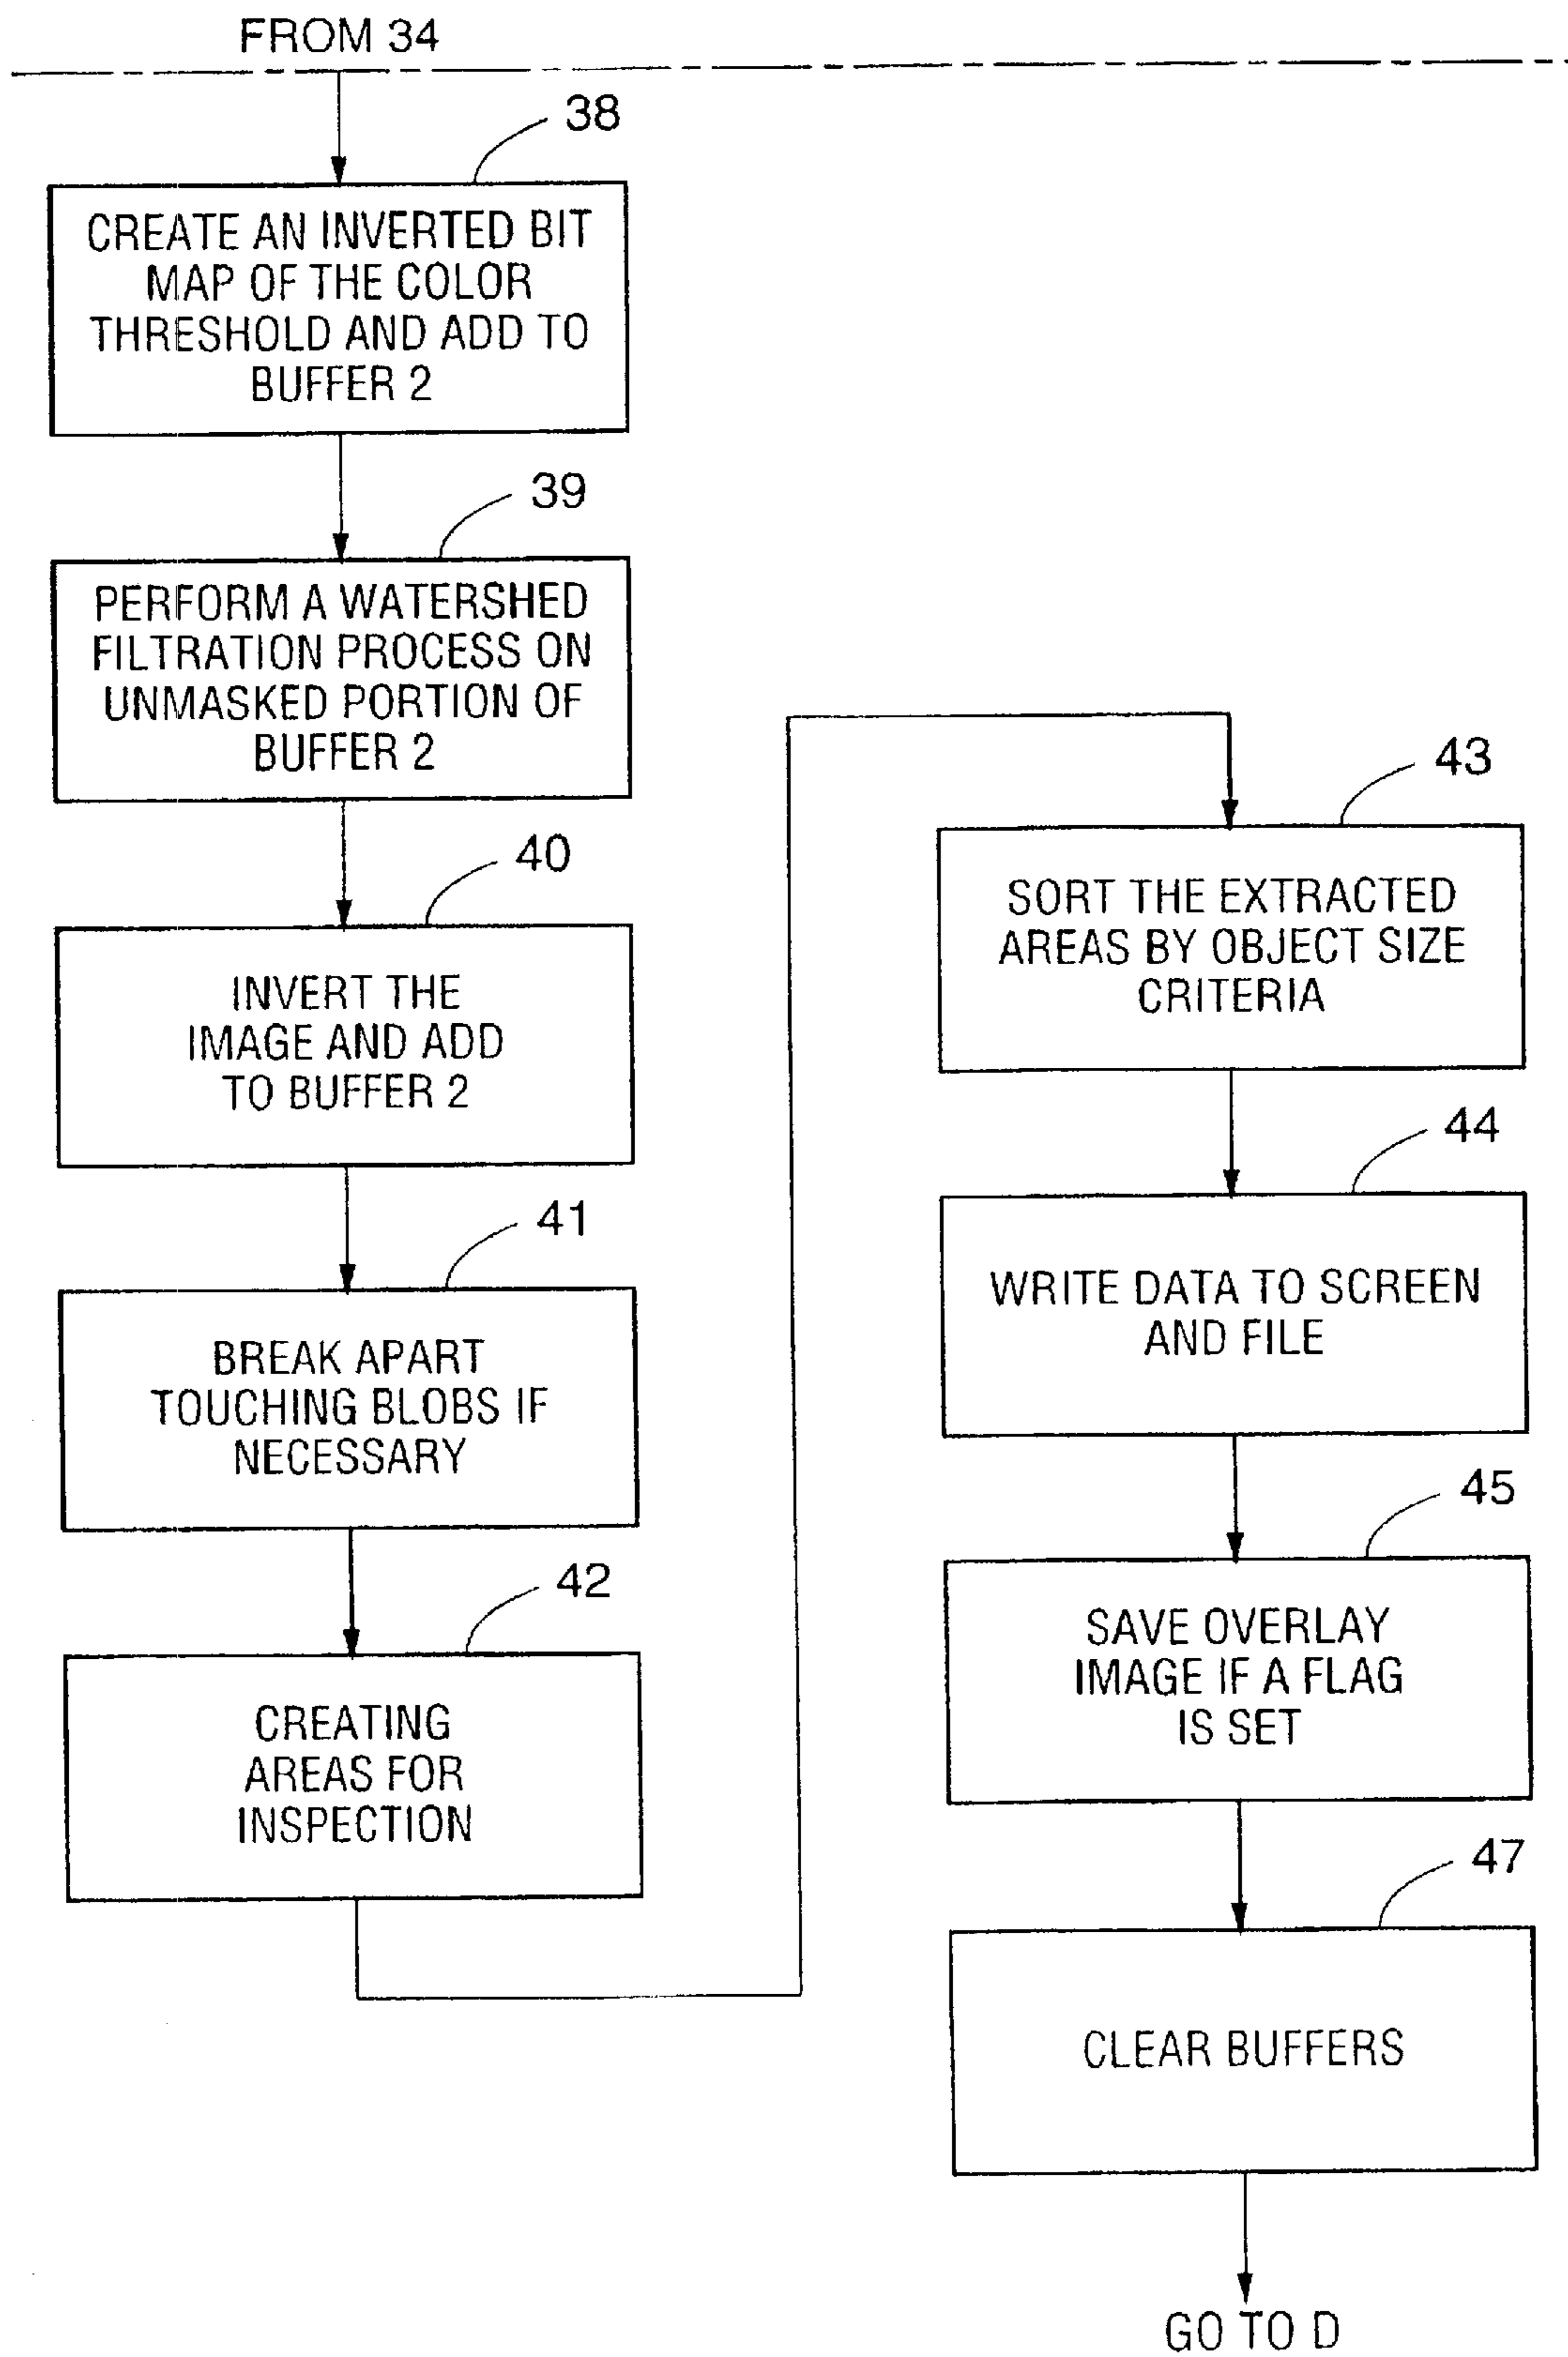 FROM 34
38
CREATE AN INVERTED BIT
MAP OF THE COLOR
THRESHOLD AND ADD TO
BUFFER 2
39
PERFORM A WATERSHED
FILTRATION PROCESS ON
UNMASKED PORTION OF
BUFFER 2
40
INVERT THE
IMAGE AND ADD
TO BUFFER 2
41
BREAK APART
TOUCHING BLOBS IF
NECESSARY
42
CREATING
AREAS FOR
INSPECTION
43
SORT THE EXTRACTED
AREAS BY OBJECT SIZE
CRITERIA
44
WRITE DATA TO SCREEN
AND FILE
45
SAVE OVERLAY
IMAGE IF A FLAG
IS SET
47
CLEAR BUFFERS
GO TO D